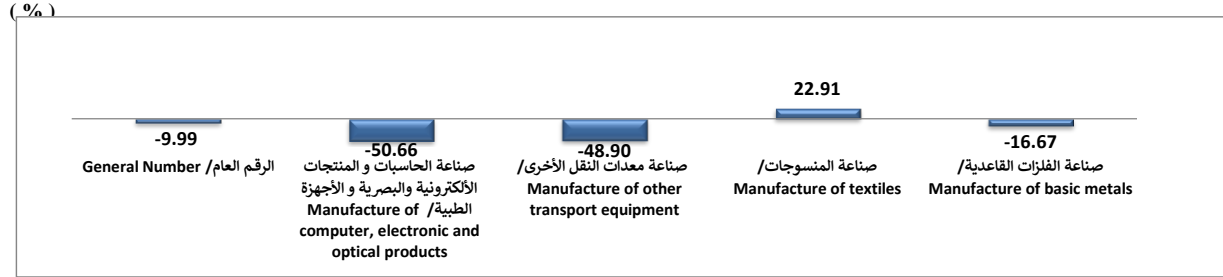 ( % )
22.91
-9.99
-50.66
-48.90
-16.67
الرقم العام/ General Number
صناعة الحاسبات و المنتجات
الألكترونية والبصرية و الأجهزة
الطبية/ Manufacture of
computer, electronic and
optical products
صناعة معدات النقل الأخرى/
Manufacture of other
transport equipment
صناعة المنسوجات/
Manufacture of textiles
صناعة الفلزات القاعدية/
Manufacture of basic metals